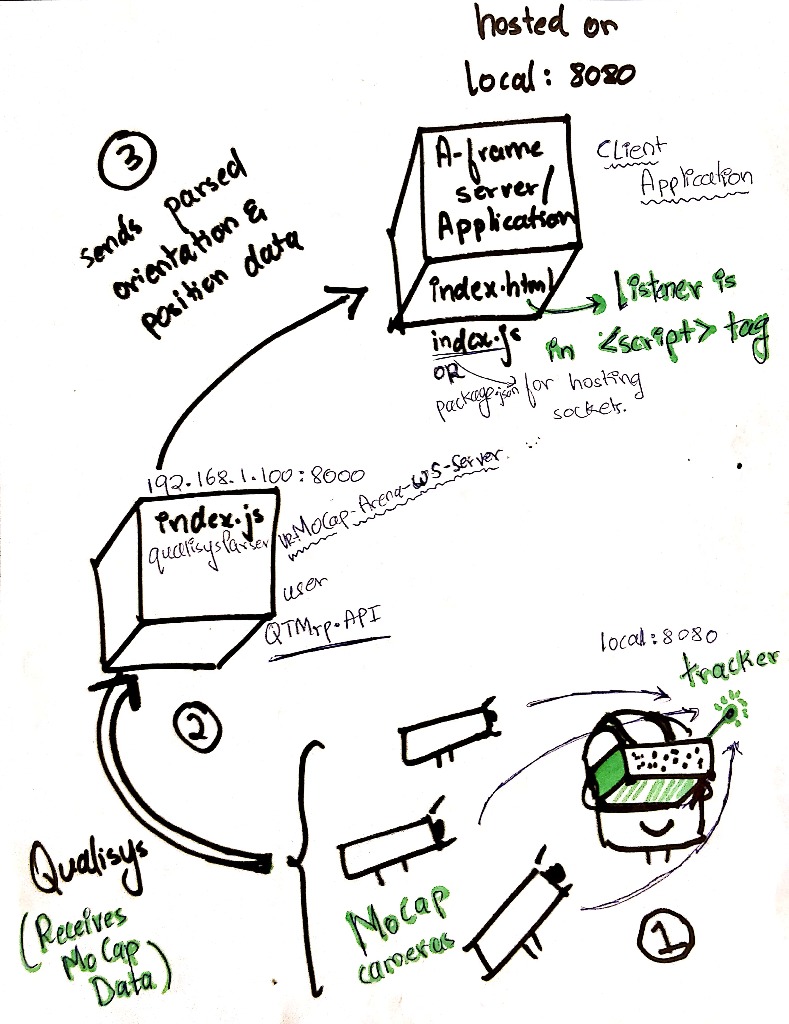 hosted on
local: 8080
3
sends parsed
orientation &
position data
A-frame
server/
Application
index.html
Client
Application
Listener is
in <script> tag
index.js
OR
package.json for hosting
socket.
192.168.1.100:8000
index.js
qualisysParser
MoCap-Arena-WS-Server
user
QTMrp.API
local:8080
tracker
2
Qualisys
(Receives
MoCap
Data)
MoCap
cameras
1